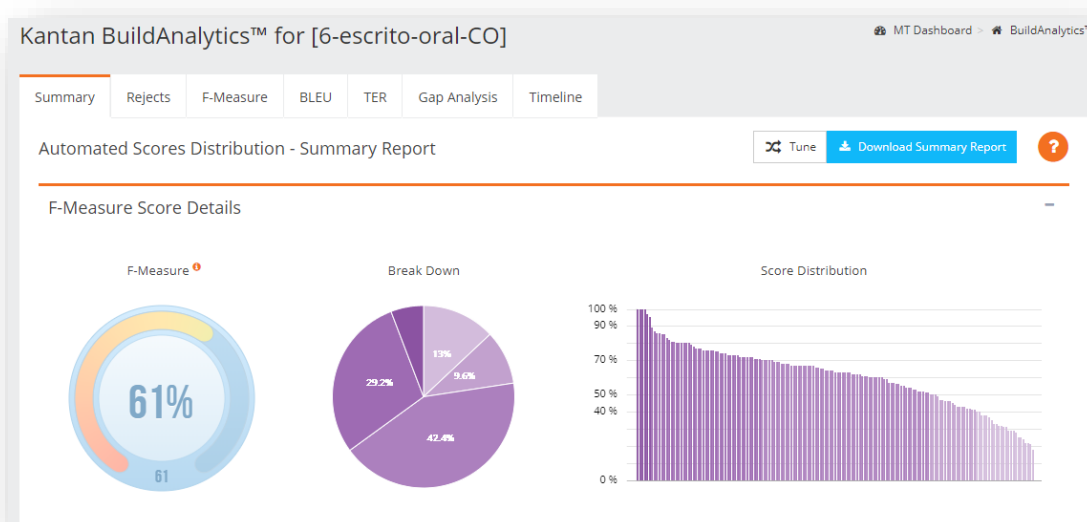 Kantan BuildAnalytics™ for [6-escrito-oral-CO]
MT Dashboard > BuildAnalytics™
Summary Rejects F-Measure BLEU TER Gap Analysis Timeline
Automated Scores Distribution - Summary Report
Tune
Download Summary Report
?
F-Measure Score Details
F-Measure
Break Down
Score Distribution
61%
61
13%
9.6%
42.4%
29.2%
100 %
90 %
70 %
50 %
40 %
0 %